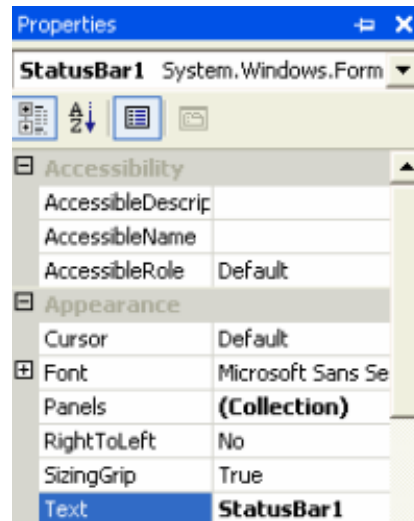 Properties
StatusBar1 System.Windows.Form
Accessibility
AccessibleDescrip
AccessibleName
AccessibleRole Default
Appearance
Cursor Default
Font Microsoft Sans Se
Panels (Collection)
RightToLeft No
SizingGrip True
Text StatusBar1